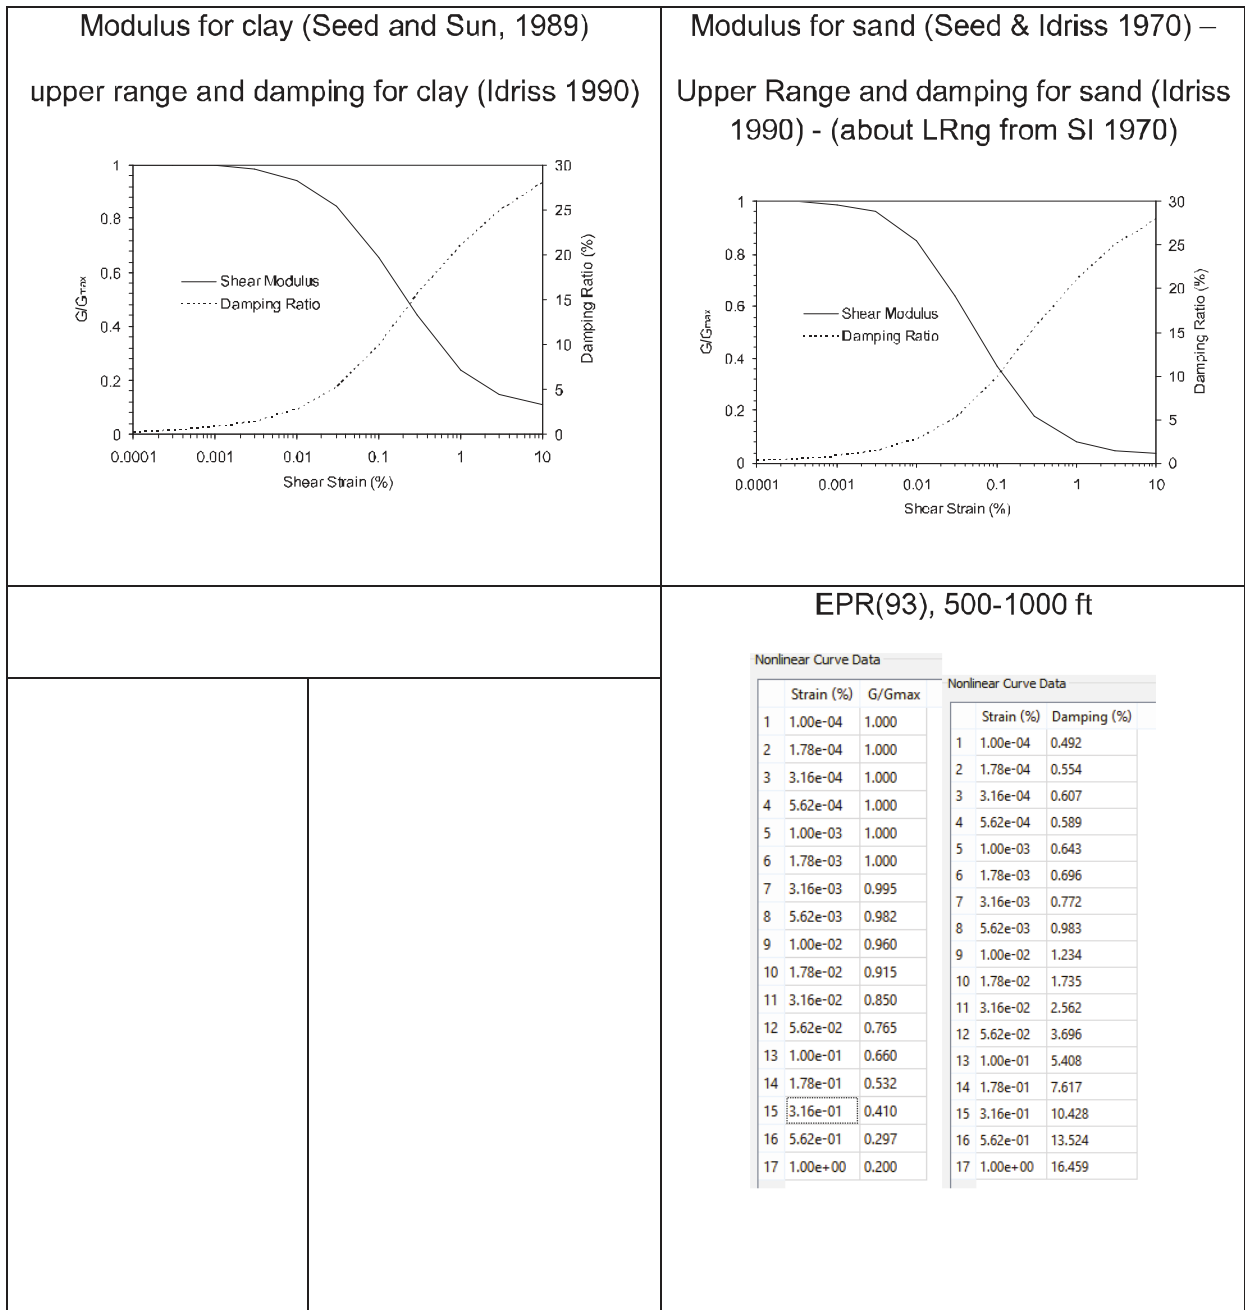 Modulus for clay (Seed and Sun, 1989)
upper range and damping for clay (Idriss 1990)
1
0.8
0.6
0.4
0.2
0
G/Gmax
Shear Modulus
Damping Ratio
30
25
20
15
10
5
0
Damping Ratio (%)
0.0001 0.001 0.01 0.1 1 10
Shear Strain (%)
Modulus for sand (Seed & Idriss 1970) –
Upper Range and damping for sand (Idriss
1990) - (about LRng from SI 1970)
1
0.8
0.6
0.4
0.2
0
G/Gmax
Shear Modulus
Damping Ratio
30
25
20
15
10
5
0
Damping Ratio (%)
0.0001 0.001 0.01 0.1 1 10
Shear Strain (%)
EPR(93), 500-1000 ft
Nonlinear Curve Data
Strain (%) G/Gmax
1 1.00e-04 1.000
2 1.78e-04 1.000
3 3.16e-04 1.000
4 5.62e-04 1.000
5 1.00e-03 1.000
6 1.78e-03 1.000
7 3.16e-03 0.995
8 5.62e-03 0.982
9 1.00e-02 0.960
10 1.78e-02 0.915
11 3.16e-02 0.850
12 5.62e-02 0.765
13 1.00e-01 0.660
14 1.78e-01 0.532
15 3.16e-01 0.410
16 5.62e-01 0.297
17 1.00e+00 0.200
Nonlinear Curve Data
Strain (%) Damping (%)
1 1.00e-04 0.492
2 1.78e-04 0.554
3 3.16e-04 0.607
4 5.62e-04 0.589
5 1.00e-03 0.643
6 1.78e-03 0.696
7 3.16e-03 0.772
8 5.62e-03 0.983
9 1.00e-02 1.234
10 1.78e-02 1.735
11 3.16e-02 2.562
12 5.62e-02 3.696
13 1.00e-01 5.408
14 1.78e-01 7.617
15 3.16e-01 10.428
16 5.62e-01 13.524
17 1.00e+00 16.459